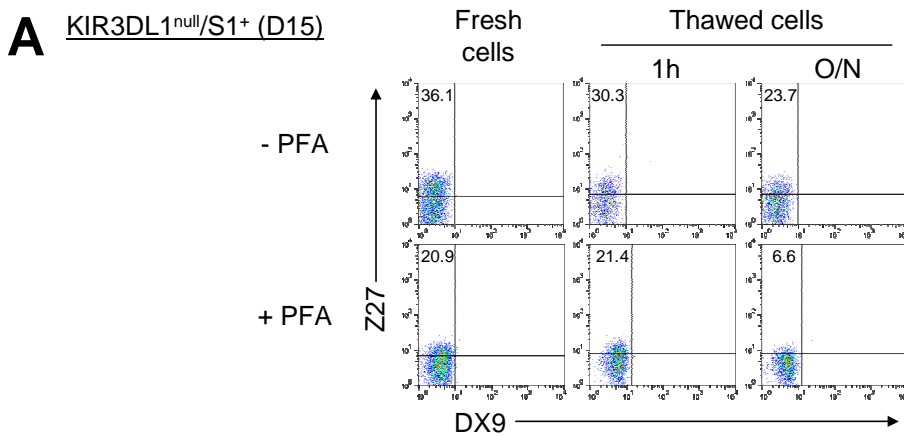 A KIR3DL1null/S1+ (D15)
Fresh cells
Thawed cells
1h
O/N
- PFA
36.1
30.3
23.7
+ PFA
20.9
21.4
6.6
Z27
DX9